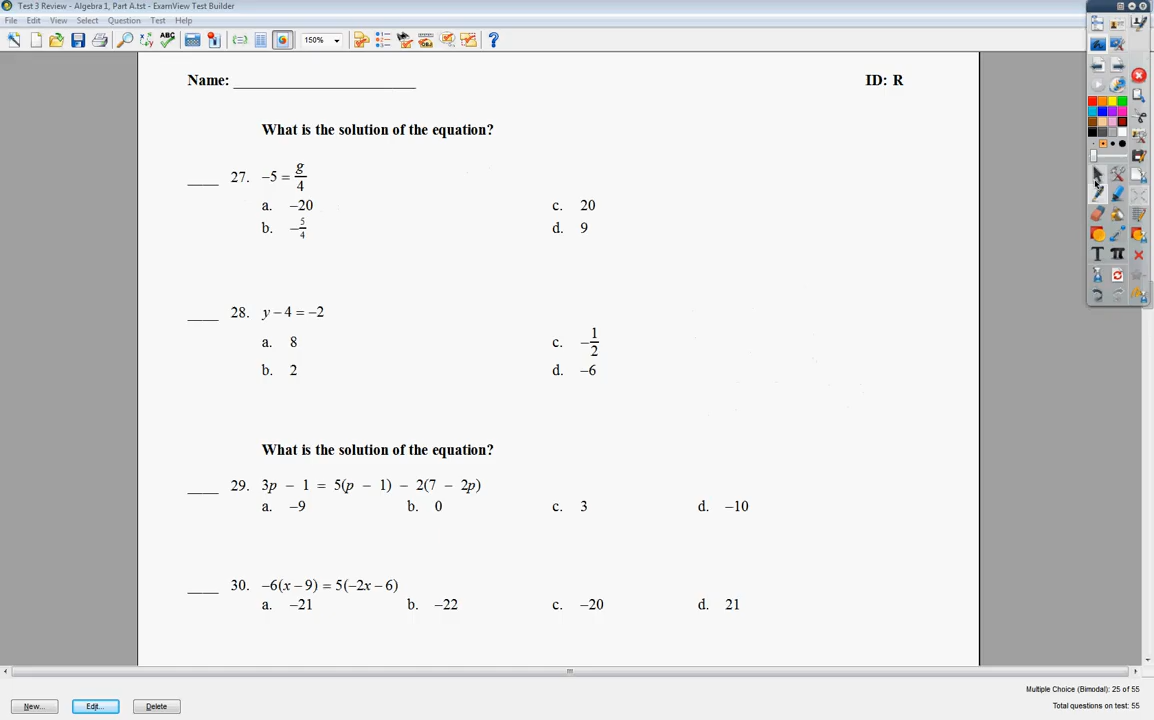 Test 3 Review - Algebra 1, Part A.tst - ExamView Test Builder
File Edit View Select Question Test Help
150%
Name: ____________________ ID: R
What is the solution of the equation?
____ 27. −5 = g/4
a. −20 c. 20
b. −5/4 d. 9
____ 28. y − 4 = −2
a. 8 c. −1/2
b. 2 d. −6
What is the solution of the equation?
____ 29. 3p − 1 = 5(p − 1) − 2(7 − 2p)
a. −9 b. 0 c. 3 d. −10
____ 30. −6(x − 9) = 5(−2x − 6)
a. −21 b. −22 c. −20 d. 21
Multiple Choice (Bimodal): 25 of 55
New... Edit... Delete Total questions on test: 55